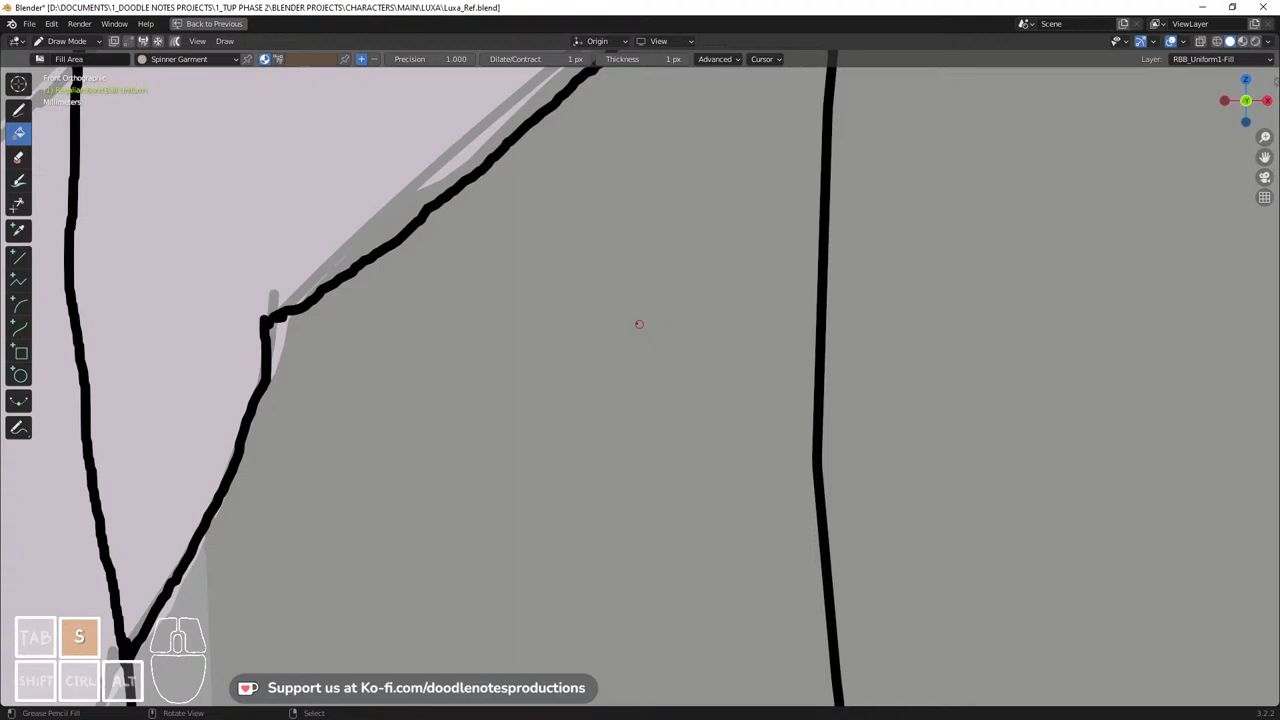 Blender* [D:\DOCUMENTS\1_DOODLE NOTES PROJECTS\1_TUP PHASE 2\BLENDER PROJECTS\CHARACTERS\MAIN\LUXA\Luxa_Ref.blend]
File Edit Render Window Help Back to Previous Scene ViewLayer
Draw Mode View Draw Origin View
Fill Area Spinner Garment Precision 1.000 Dilate/Contract 1 px Thickness 1 px Advanced Cursor Layer: RBB_Uniform1-Fill
Front Orthographic
Millimeters
Z
-Y
TAB S
SHIFT CTRL ALT
Support us at Ko-fi.com/doodlenotesproductions
Grease Pencil Fill Rotate View Select 3.2.2